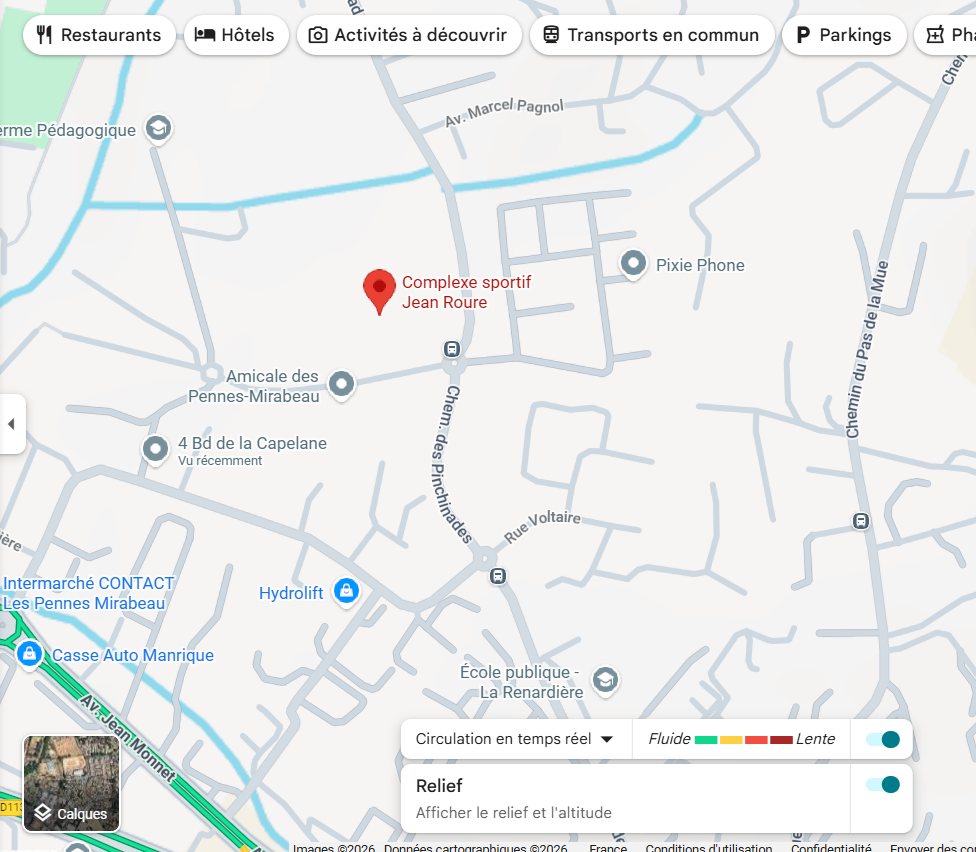 Restaurants
Hôtels
Activités à découvrir
Transports en commun
Parkings
Av. Marcel Pagnol
Pédagogique
Complexe sportif
Jean Roure
Pixie Phone
Chemin du Pas de la Mue
Amicale des
Pennes-Mirabeau
Chem. des Pinchinades
4 Bd de la Capelane
Vu récemment
Rue Voltaire
Intermarché CONTACT
Les Pennes Mirabeau
Hydrolift
Casse Auto Manrique
École publique -
La Renardière
Av. Jean Monnet
Circulation en temps réel
Fluide
Lente
Relief
Afficher le relief et l'altitude
Calques
Images ©2026
Données cartographiques ©2026
France
Conditions d'utilisation
Confidentialité
Envoyer des